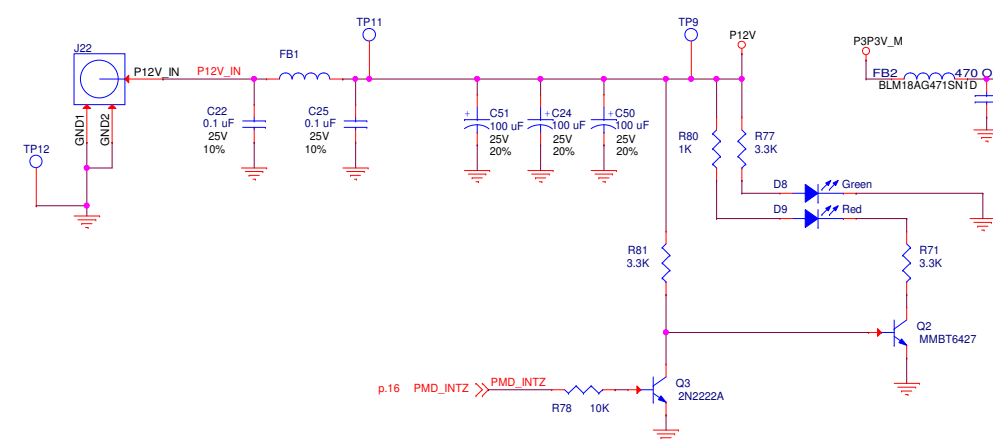 TP11
TP9
P12V
P3P3V_M
J22
FB1
P12V_IN
P12V_IN
FB2
470 O
BLM18AG471SN1D
GND1
GND2
C22
0.1 uF
25V
10%
C25
0.1 uF
25V
10%
+
C51
100 uF
25V
20%
+
C24
100 uF
25V
20%
+
C50
100 uF
25V
20%
R80
1K
R77
3.3K
TP12
D8
Green
D9
Red
R81
3.3K
R71
3.3K
Q2
MMBT6427
p.16
PMD_INTZ
PMD_INTZ
R78
10K
Q3
2N2222A